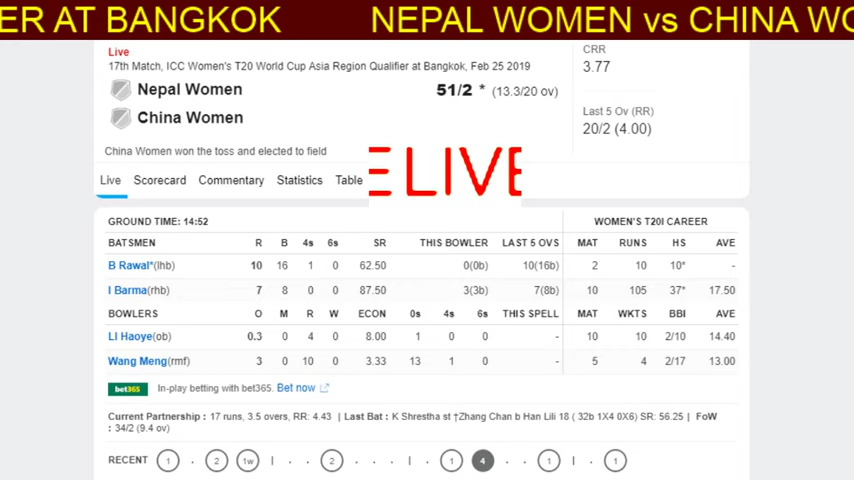 ER AT BANGKOK NEPAL WOMEN vs CHINA WO
Live
17th Match, ICC Women's T20 World Cup Asia Region Qualifier at Bangkok, Feb 25 2019
Nepal Women 51/2 * (13.3/20 ov)
China Women
China Women won the toss and elected to field
CRR
3.77
Last 5 Ov (RR)
20/2 (4.00)
E LIVE
Live Scorecard Commentary Statistics Table
GROUND TIME: 14:52 WOMEN'S T20I CAREER
BATSMEN R B 4s 6s SR THIS BOWLER LAST 5 OVS MAT RUNS HS AVE
B Rawal*(lhb) 10 16 1 0 62.50 0(0b) 10(16b) 2 10 10* -
I Barma(rhb) 7 8 0 0 87.50 3(3b) 7(8b) 10 105 37* 17.50
BOWLERS O M R W ECON 0s 4s 6s THIS SPELL MAT WKTS BBI AVE
LI Haoye(ob) 0.3 0 4 0 8.00 1 0 0 - 10 10 2/10 14.40
Wang Meng(rmf) 3 0 10 0 3.33 13 1 0 - 5 4 2/17 13.00
bet365 In-play betting with bet365. Bet now
Current Partnership : 17 runs, 3.5 overs, RR: 4.43 | Last Bat : K Shrestha st †Zhang Chan b Han Lili 18 ( 32b 1X4 0X6) SR: 56.25 | FoW
: 34/2 (9.4 ov)
RECENT 1 . 2 1w | . . 2 . . . | . 1 4 . . 1 | . 1